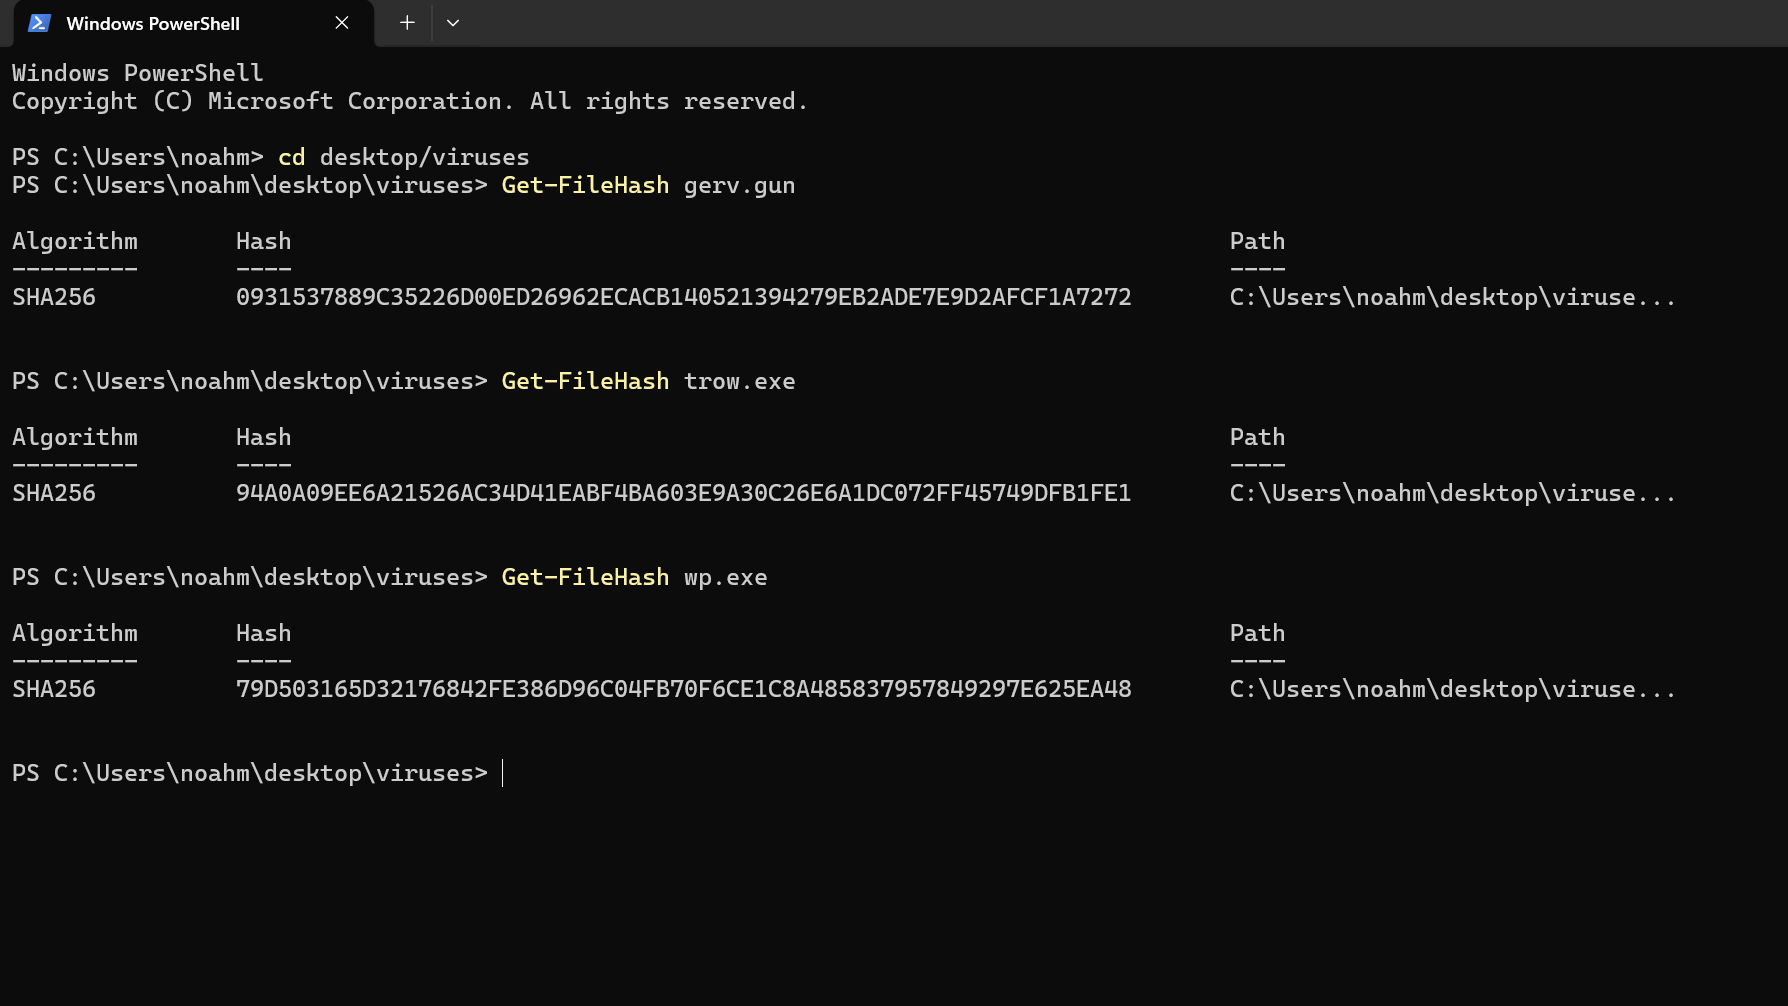 Windows PowerShell
Windows PowerShell
Copyright (C) Microsoft Corporation. All rights reserved.
PS C:\Users\noahm> cd desktop/viruses
PS C:\Users\noahm\desktop\viruses> Get-FileHash gerv.gun
Algorithm Hash Path
--------- ---- ----
SHA256 0931537889C35226D00ED26962ECACB140521394279EB2ADE7E9D2AFCF1A7272 C:\Users\noahm\desktop\viruse...
PS C:\Users\noahm\desktop\viruses> Get-FileHash trow.exe
Algorithm Hash Path
--------- ---- ----
SHA256 94A0A09EE6A21526AC34D41EABF4BA603E9A30C26E6A1DC072FF45749DFB1FE1 C:\Users\noahm\desktop\viruse...
PS C:\Users\noahm\desktop\viruses> Get-FileHash wp.exe
Algorithm Hash Path
--------- ---- ----
SHA256 79D503165D32176842FE386D96C04FB70F6CE1C8A485837957849297E625EA48 C:\Users\noahm\desktop\viruse...
PS C:\Users\noahm\desktop\viruses>